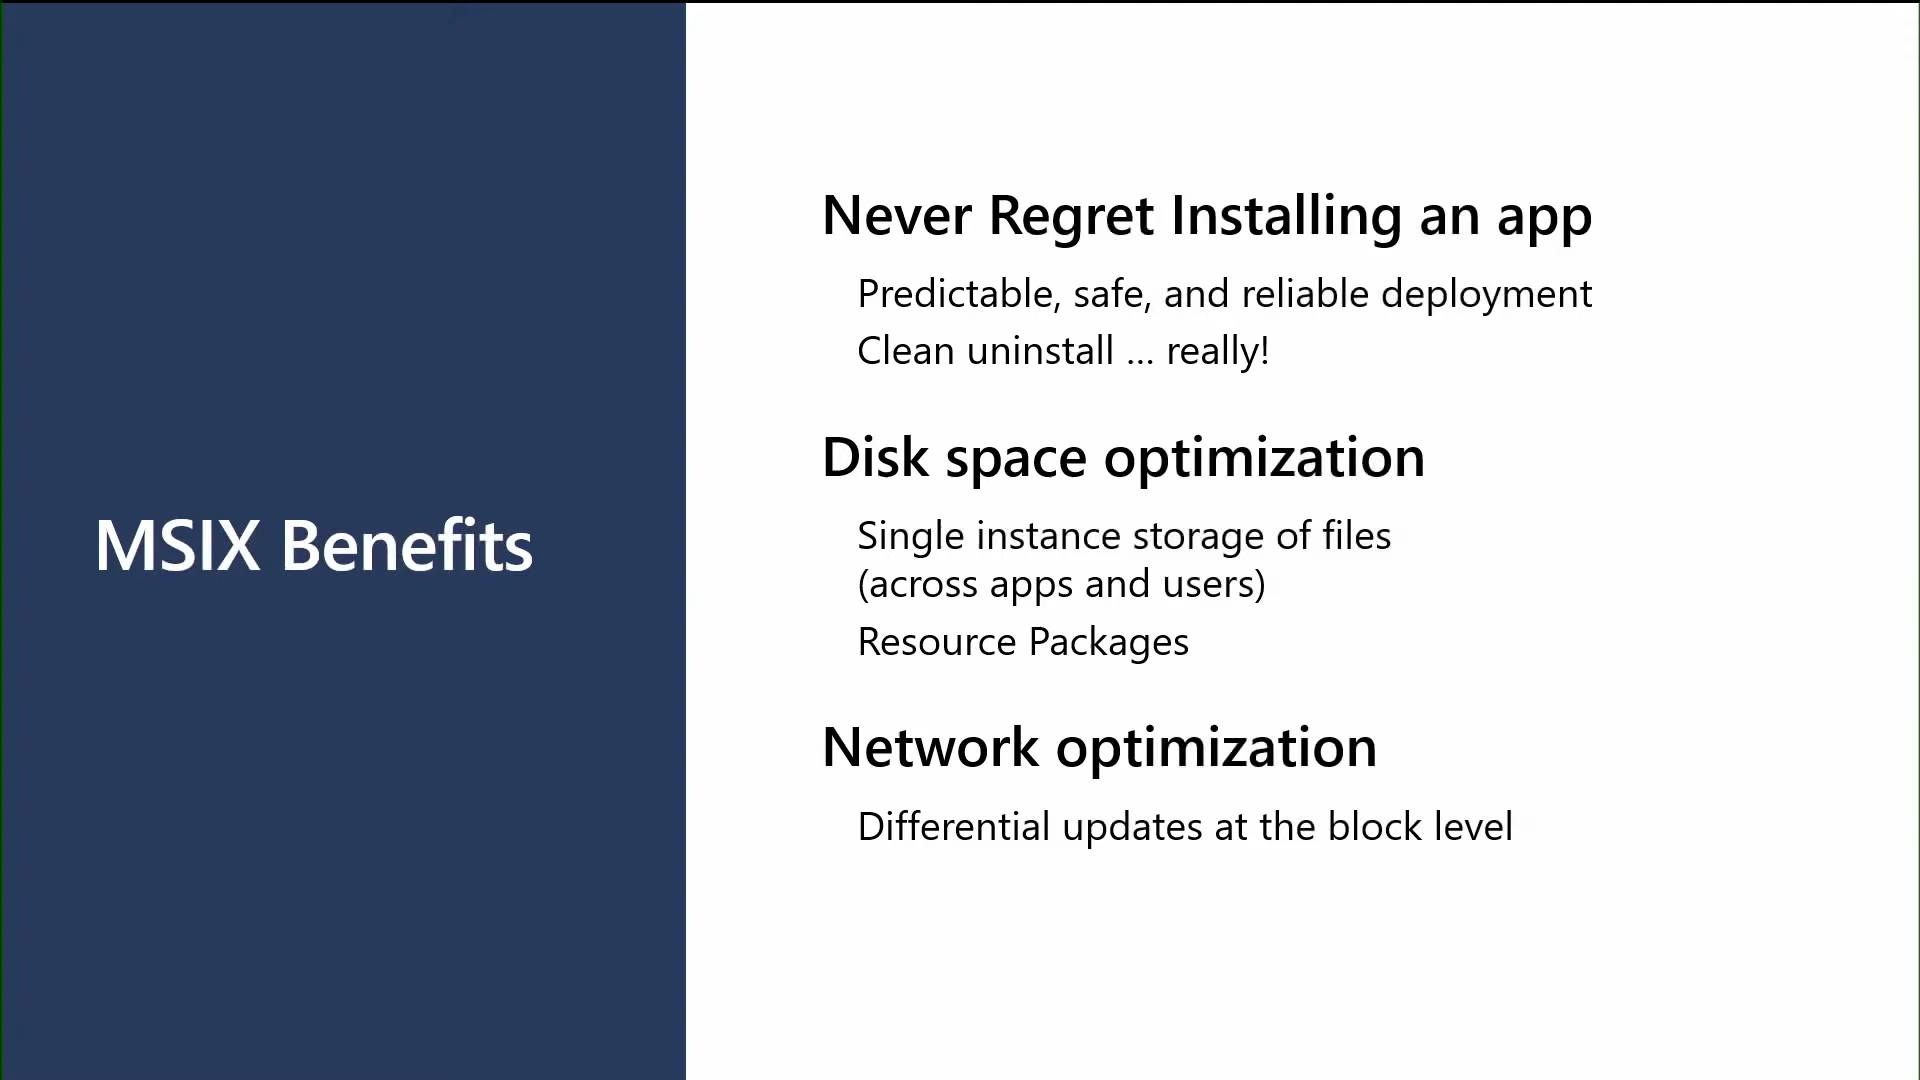 MSIX Benefits
Never Regret Installing an app
Predictable, safe, and reliable deployment
Clean uninstall ... really!
Disk space optimization
Single instance storage of files
(across apps and users)
Resource Packages
Network optimization
Differential updates at the block level